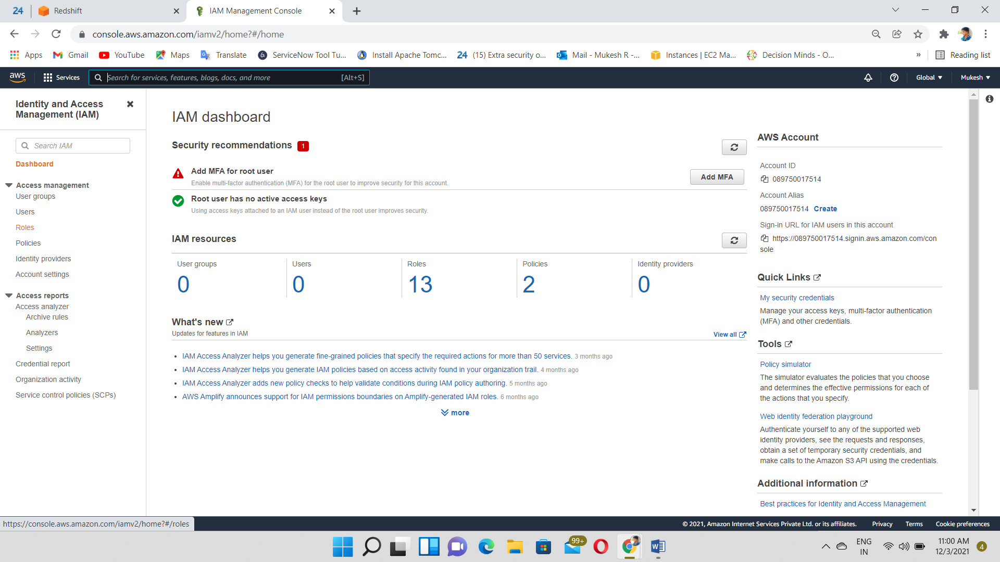 24
Redshift
IAM Management Console
console.aws.amazon.com/iamv2/home?#/home
Apps
Gmail
YouTube
Maps
Translate
ServiceNow Tool Tu...
Install Apache Tomc...
24 (15) Extra security o...
Mail - Mukesh R -...
Instances | EC2 Ma...
Decision Minds - O...
»
Reading list
aws
Services
Search for services, features, blogs, docs, and more
[Alt+S]
Global
Mukesh
Identity and Access
Management (IAM)
Search IAM
Dashboard
Access management
User groups
Users
Roles
Policies
Identity providers
Account settings
Access reports
Access analyzer
Archive rules
Analyzers
Settings
Credential report
Organization activity
Service control policies (SCPs)
IAM dashboard
Security recommendations 1
Add MFA for root user
Enable multi-factor authentication (MFA) for the root user to improve security for this account.
Add MFA
Root user has no active access keys
Using access keys attached to an IAM user instead of the root user improves security.
IAM resources
User groups
0
Users
0
Roles
13
Policies
2
Identity providers
0
What's new
Updates for features in IAM
View all
IAM Access Analyzer helps you generate fine-grained policies that specify the required actions for more than 50 services. 3 months ago
IAM Access Analyzer helps you generate IAM policies based on access activity found in your organization trail. 4 months ago
IAM Access Analyzer adds new policy checks to help validate conditions during IAM policy authoring. 5 months ago
AWS Amplify announces support for IAM permissions boundaries on Amplify-generated IAM roles. 6 months ago
more
AWS Account
Account ID
089750017514
Account Alias
089750017514 Create
Sign-in URL for IAM users in this account
https://089750017514.signin.aws.amazon.com/con
sole
Quick Links
My security credentials
Manage your access keys, multi-factor authentication
(MFA) and other credentials.
Tools
Policy simulator
The simulator evaluates the policies that you choose
and determines the effective permissions for each of
the actions that you specify.
Web identity federation playground
Authenticate yourself to any of the supported web
identity providers, see the requests and responses,
obtain a set of temporary security credentials, and
make calls to the Amazon S3 API using the credentials.
Additional information
Best practices for Identity and Access Management
https://console.aws.amazon.com/iamv2/home?#/roles
© 2021, Amazon Internet Services Private Ltd. or its affiliates.
Privacy
Terms
Cookie preferences
99+
ENG
IN
11:00 AM
12/3/2021
4